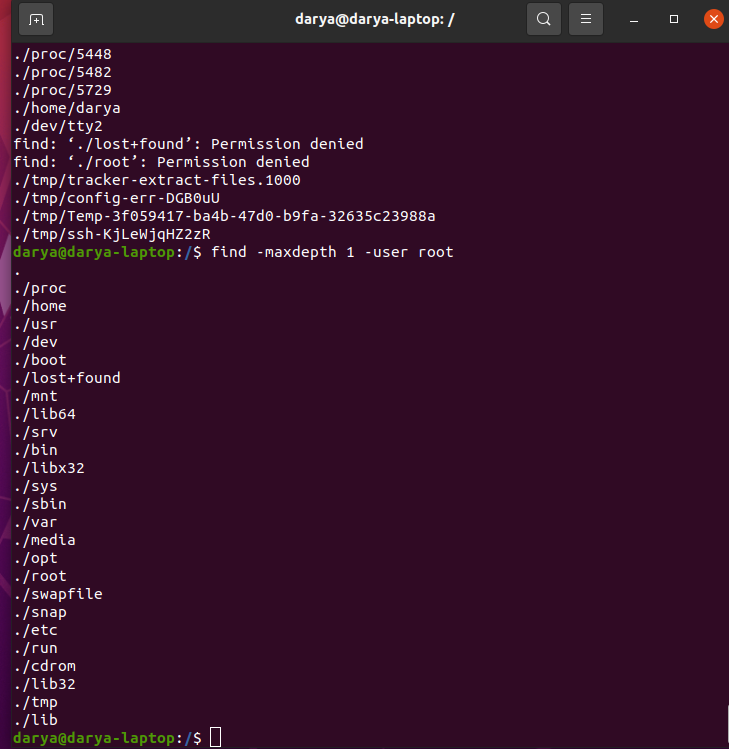 darya@darya-laptop: /
./proc/5448
./proc/5482
./proc/5729
./home/darya
./dev/tty2
find: ‘./lost+found’: Permission denied
find: ‘./root’: Permission denied
./tmp/tracker-extract-files.1000
./tmp/config-err-DGB0uU
./tmp/Temp-3f059417-ba4b-47d0-b9fa-32635c23988a
./tmp/ssh-KjLeWjqHZ2zR
darya@darya-laptop:/$ find -maxdepth 1 -user root
.
./proc
./home
./usr
./dev
./boot
./lost+found
./mnt
./lib64
./srv
./bin
./libx32
./sys
./sbin
./var
./media
./opt
./root
./swapfile
./snap
./etc
./run
./cdrom
./lib32
./tmp
./lib
darya@darya-laptop:/$